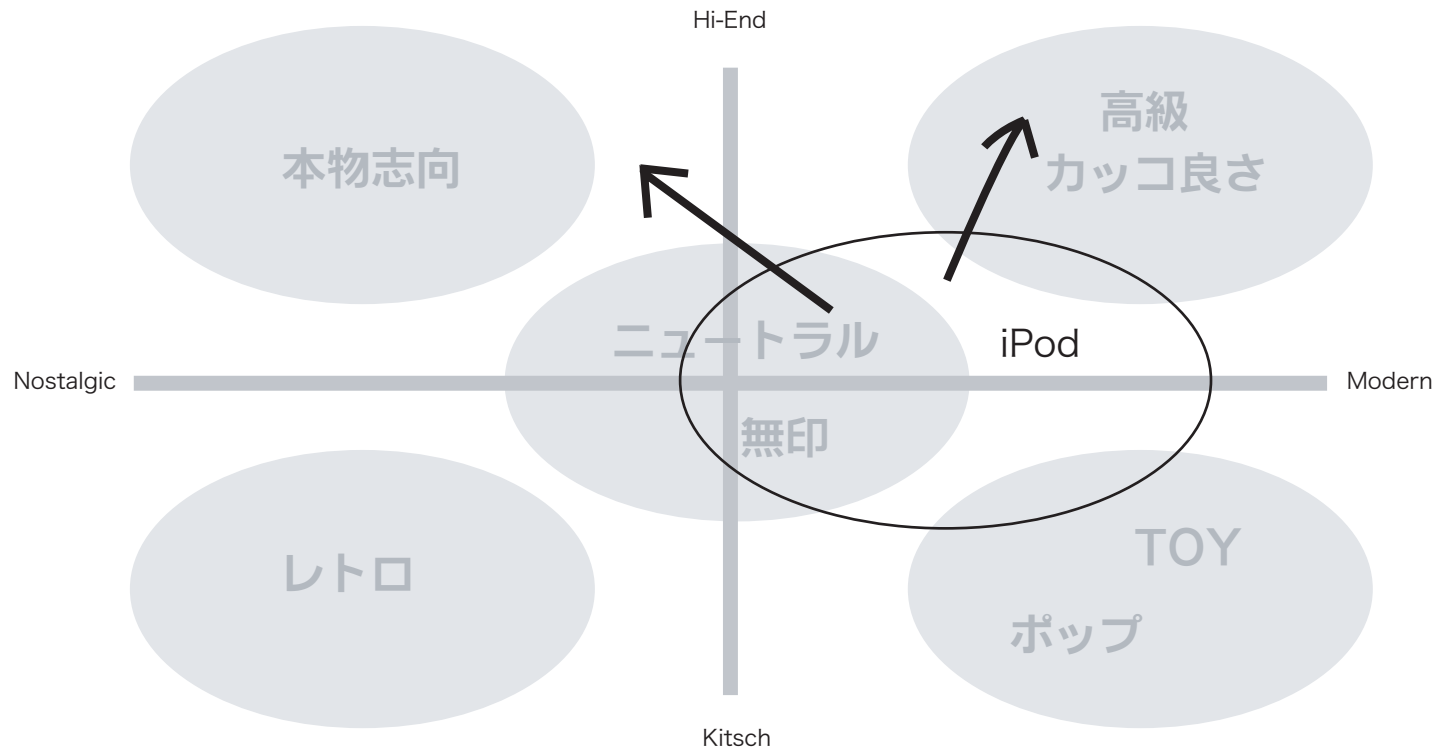 Hi-End
高級
カッコ良さ
本物志向
ニュートラル
iPod
Nostalgic
Modern
無印
TOY
レトロ
ポップ
Kitsch